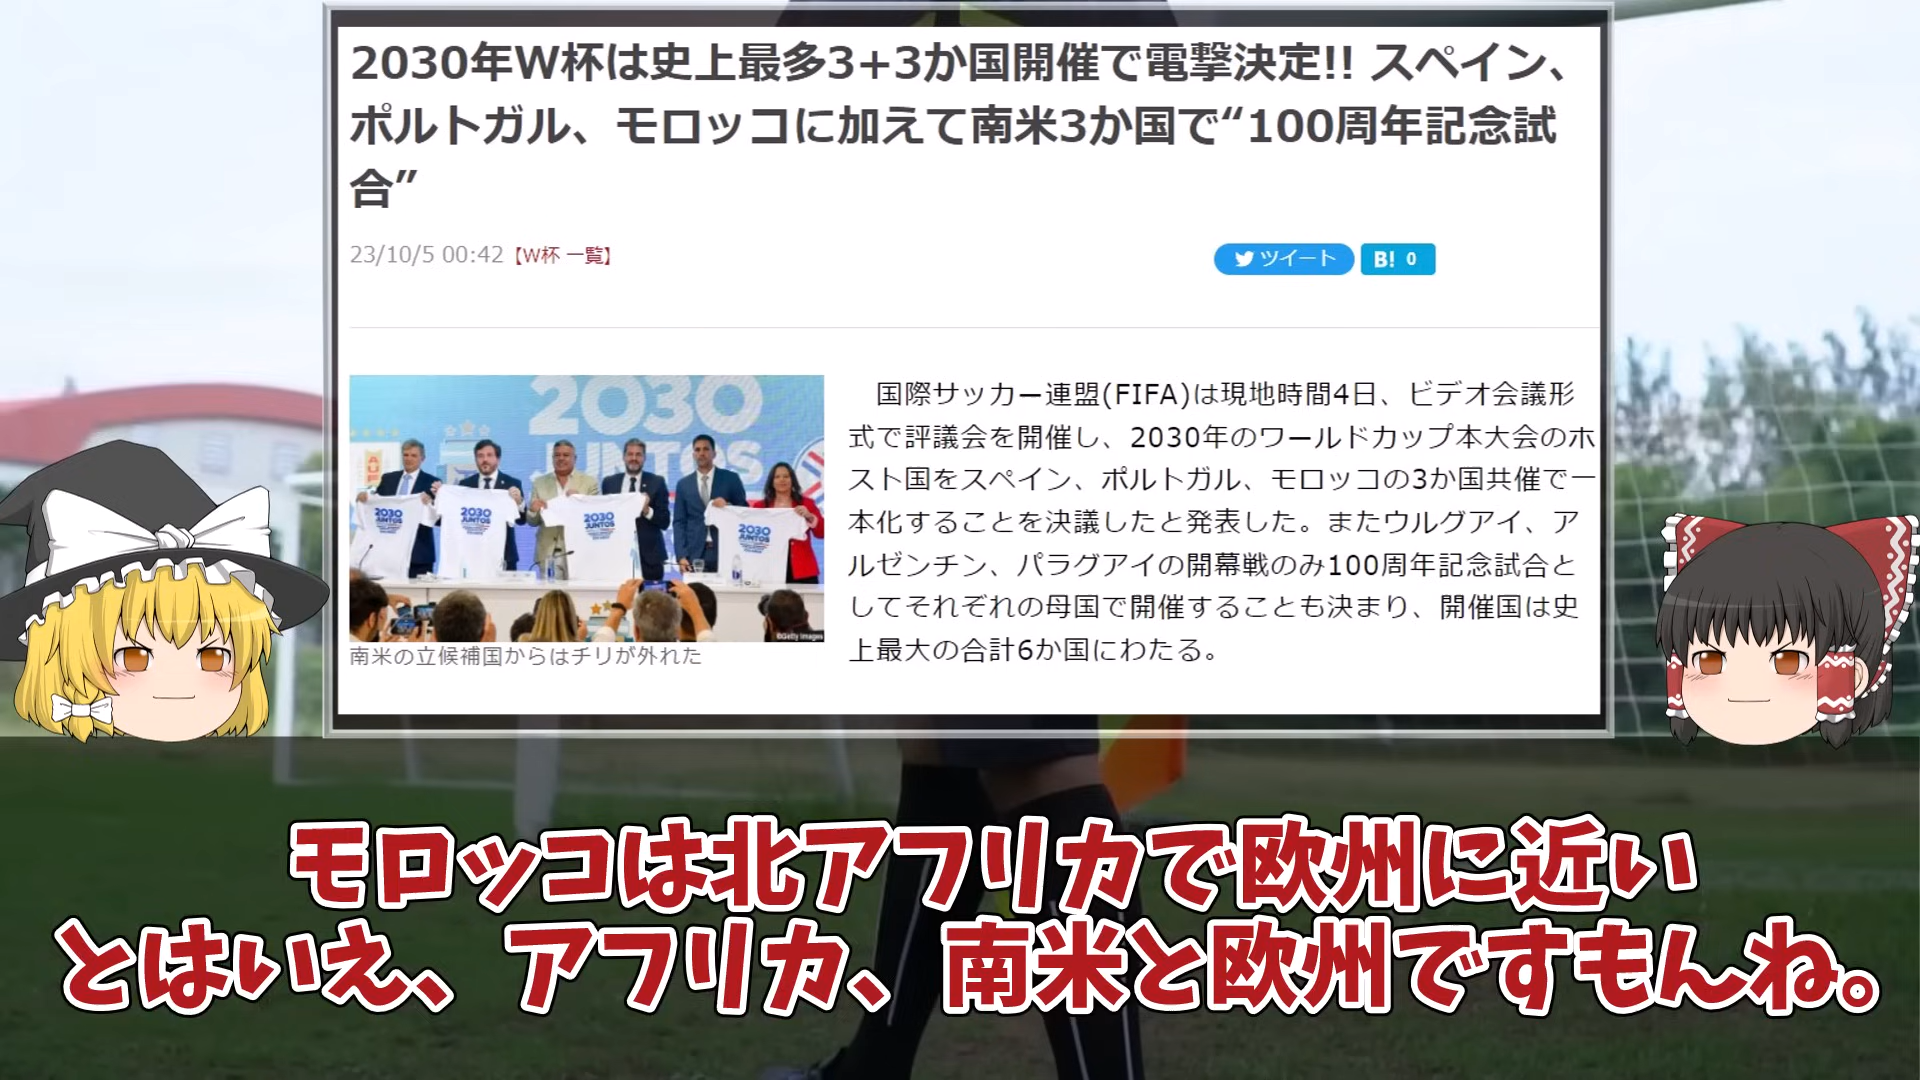 2030年W杯は史上最多3+3か国開催で電撃決定!! スペイン、
ポルトガル、モロッコに加えて南米3か国で“100周年記念試
合”
23/10/5 00:42【W杯 一覧】
ツイート
B! 0
2030
JUNTOS
2030
JUNTOS
2030
JUNTOS
2030
JUNTOS
2030
JUNTOS
©Getty Images
南米の立候補国からはチリが外れた
国際サッカー連盟(FIFA)は現地時間4日、ビデオ会議形
式で評議会を開催し、2030年のワールドカップ本大会のホ
スト国をスペイン、ポルトガル、モロッコの3か国共催で一
本化することを決議したと発表した。またウルグアイ、ア
ルゼンチン、パラグアイの開幕戦のみ100周年記念試合と
してそれぞれの母国で開催することも決まり、開催国は史
上最大の合計6か国にわたる。
モロッコは北アフリカで欧州に近い
とはいえ、アフリカ、南米と欧州ですもんね。